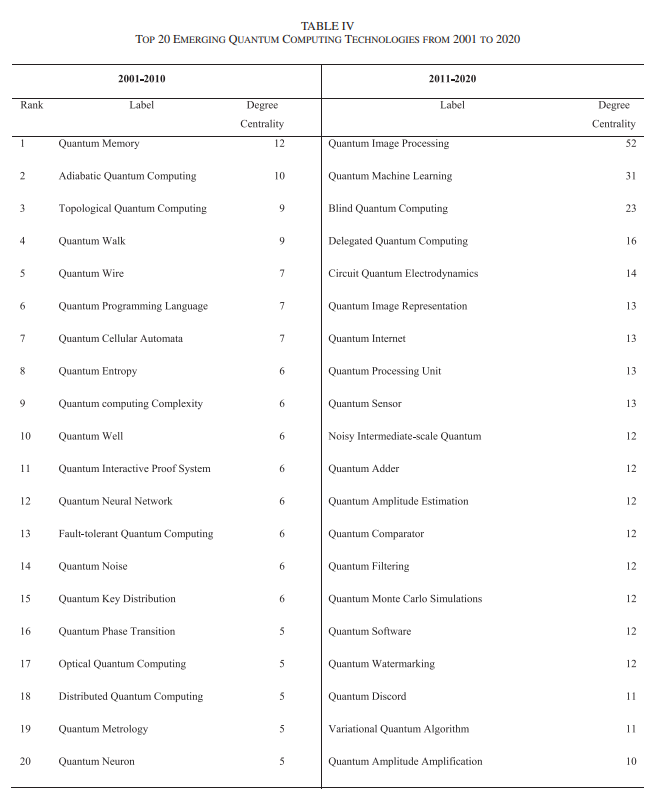 TABLE IV
TOP 20 EMERGING QUANTUM COMPUTING TECHNOLOGIES FROM 2001 TO 2020
2001-2010 2011-2020
Rank Label Degree Centrality Label Degree Centrality
1 Quantum Memory 12 Quantum Image Processing 52
2 Adiabatic Quantum Computing 10 Quantum Machine Learning 31
3 Topological Quantum Computing 9 Blind Quantum Computing 23
4 Quantum Walk 9 Delegated Quantum Computing 16
5 Quantum Wire 7 Circuit Quantum Electrodynamics 14
6 Quantum Programming Language 7 Quantum Image Representation 13
7 Quantum Cellular Automata 7 Quantum Internet 13
8 Quantum Entropy 6 Quantum Processing Unit 13
9 Quantum computing Complexity 6 Quantum Sensor 13
10 Quantum Well 6 Noisy Intermediate-scale Quantum 12
11 Quantum Interactive Proof System 6 Quantum Adder 12
12 Quantum Neural Network 6 Quantum Amplitude Estimation 12
13 Fault-tolerant Quantum Computing 6 Quantum Comparator 12
14 Quantum Noise 6 Quantum Filtering 12
15 Quantum Key Distribution 6 Quantum Monte Carlo Simulations 12
16 Quantum Phase Transition 5 Quantum Software 12
17 Optical Quantum Computing 5 Quantum Watermarking 12
18 Distributed Quantum Computing 5 Quantum Discord 11
19 Quantum Metrology 5 Variational Quantum Algorithm 11
20 Quantum Neuron 5 Quantum Amplitude Amplification 10